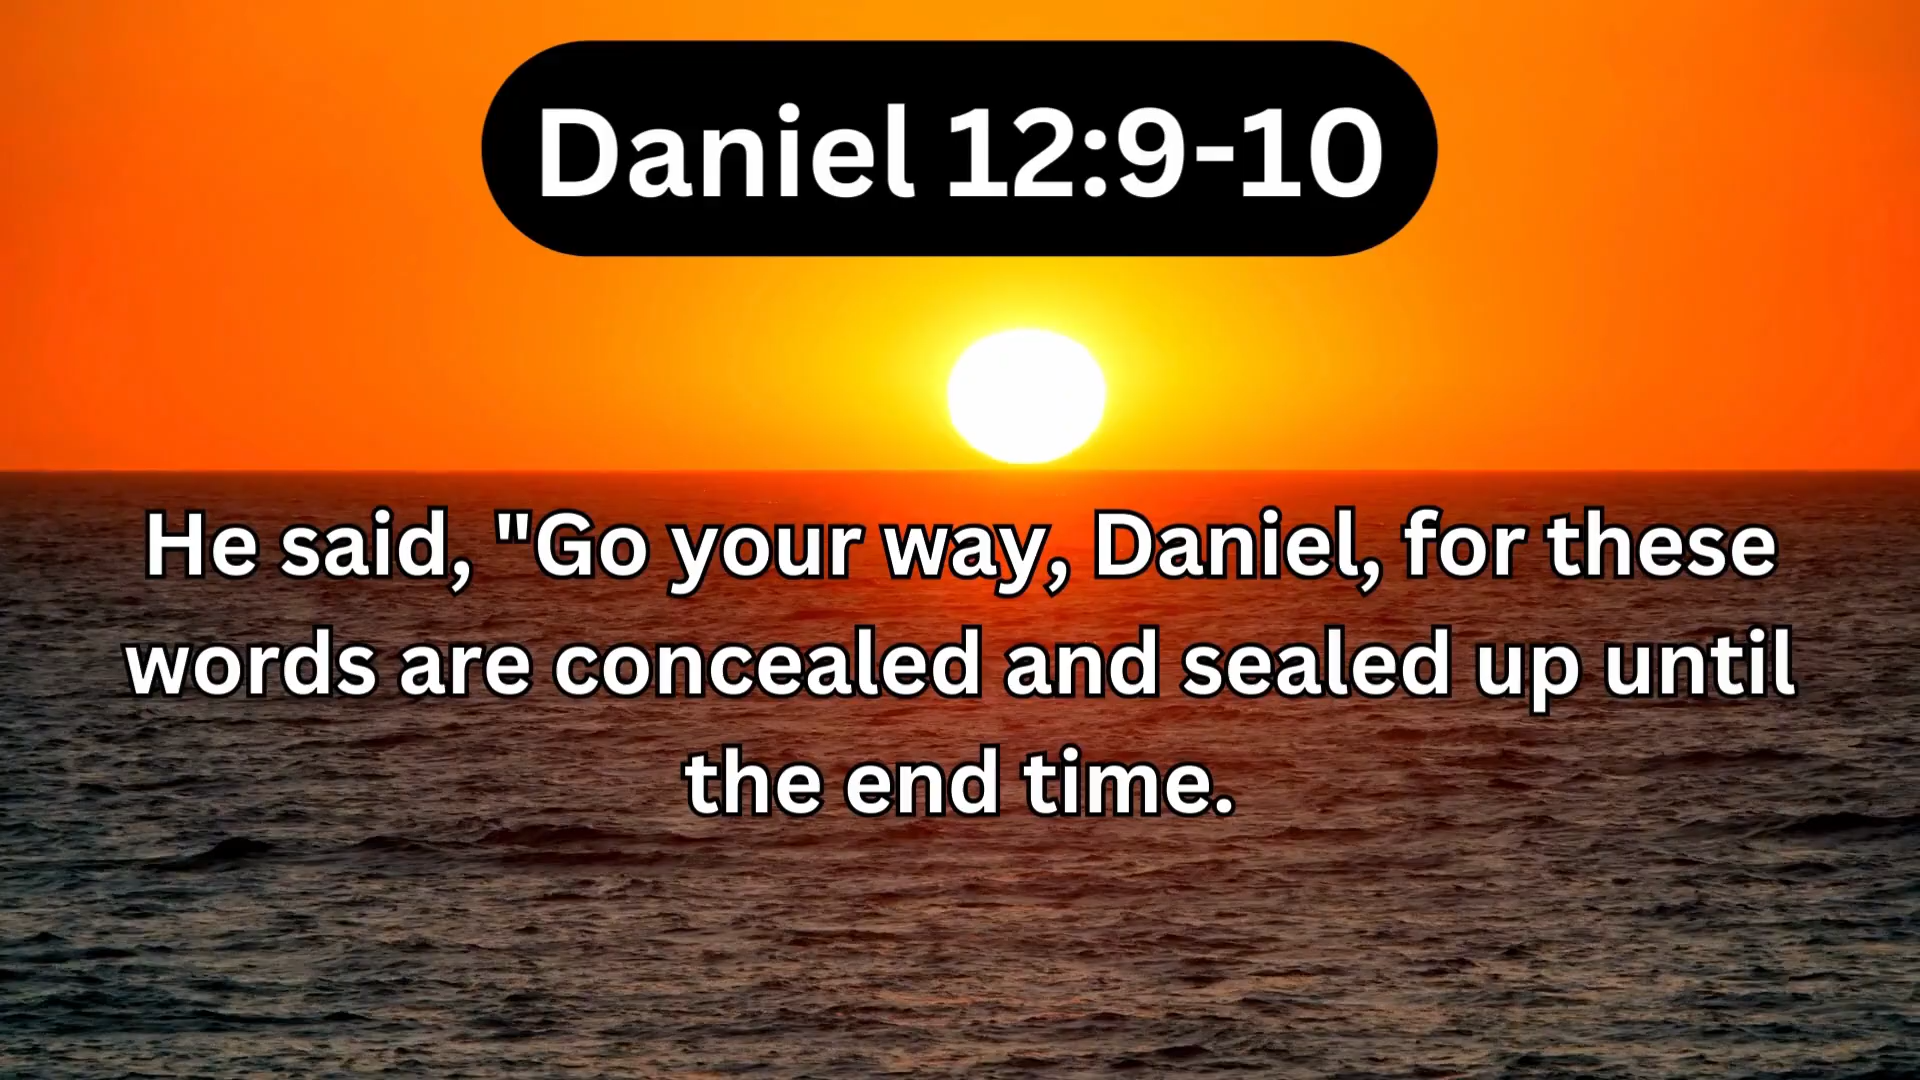 Daniel 12:9-10
He said, "Go your way, Daniel, for these
words are concealed and sealed up until
the end time.